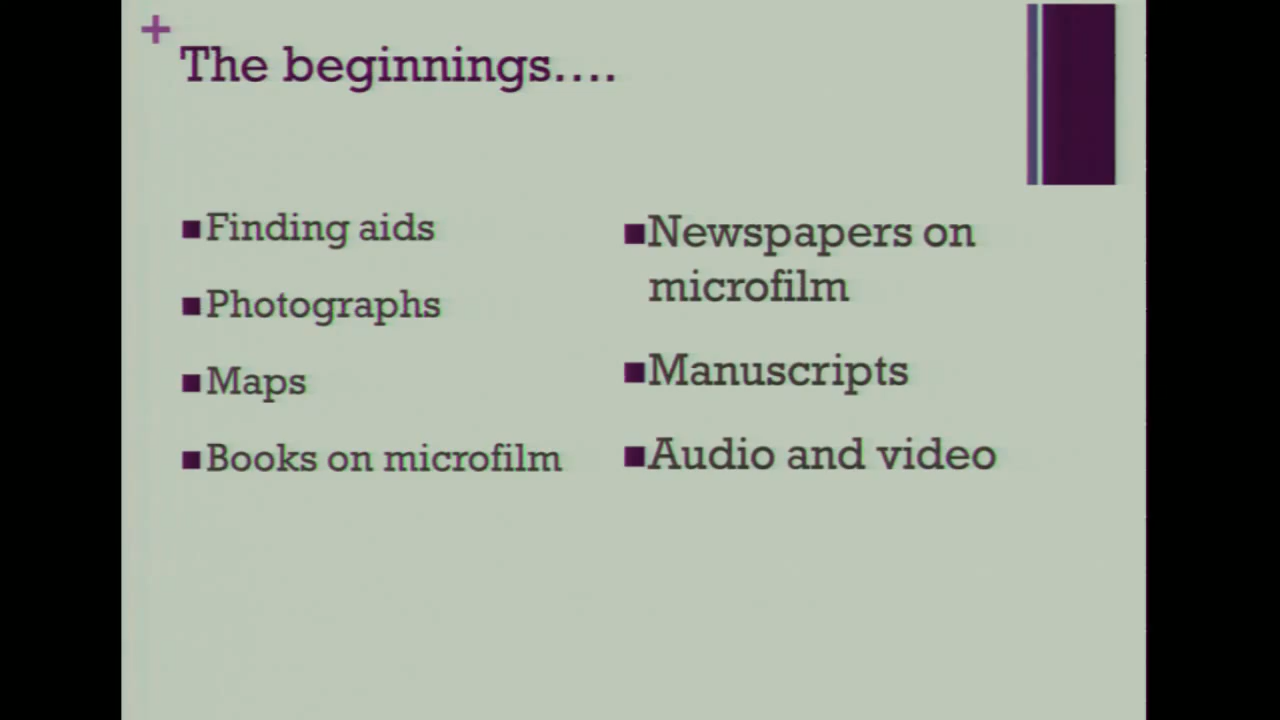 +
The beginnings....
Finding aids
Photographs
Maps
Books on microfilm
Newspapers on
microfilm
Manuscripts
Audio and video